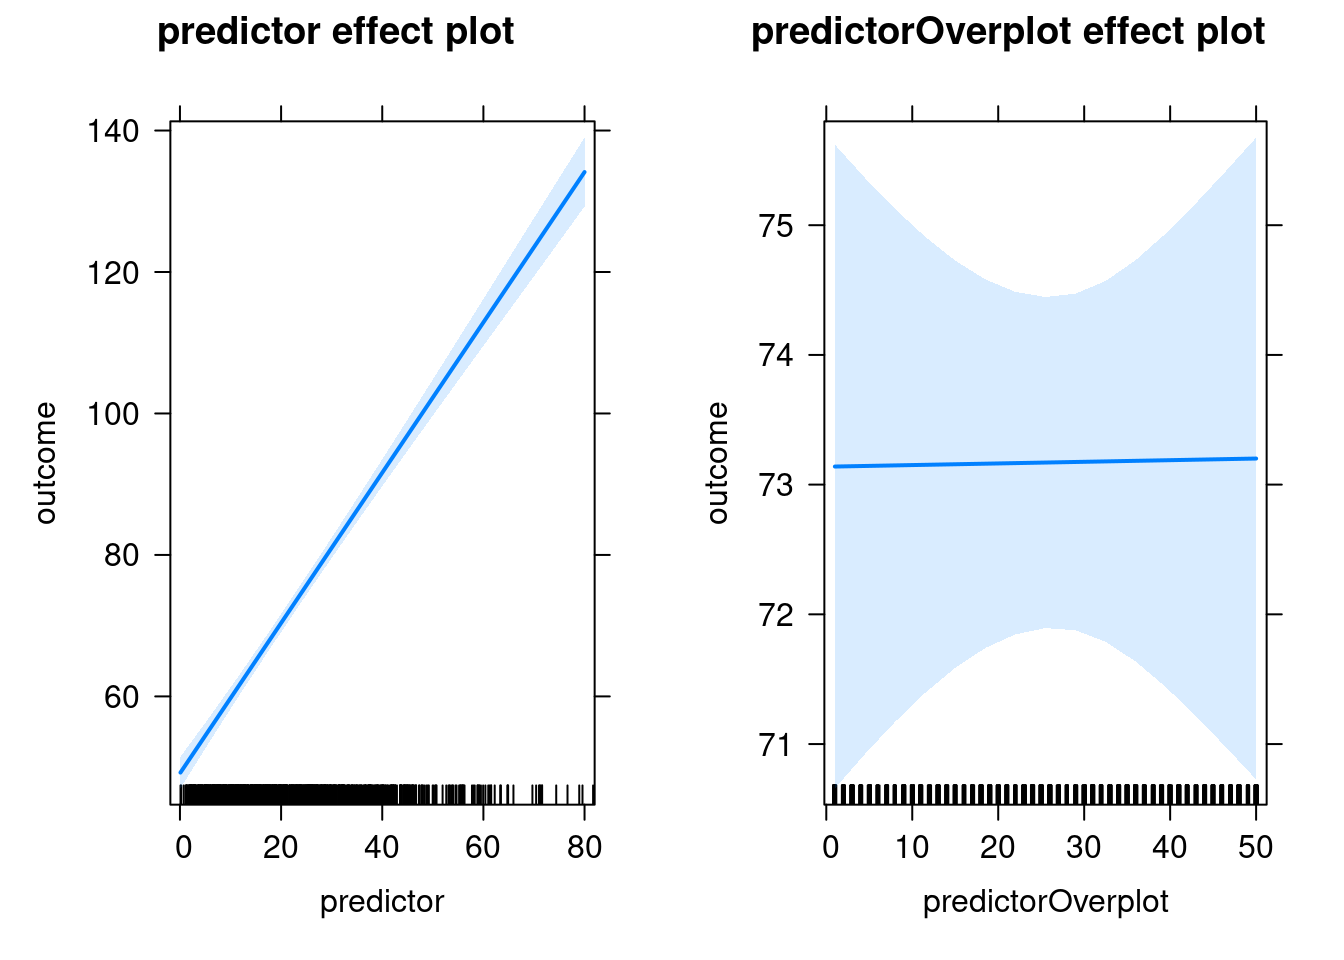 predictor effect plot
140
120
100
80
60
outcome
0 20 40 60 80
predictor
predictorOverplot effect plot
75
74
73
72
71
outcome
0 10 20 30 40 50
predictorOverplot